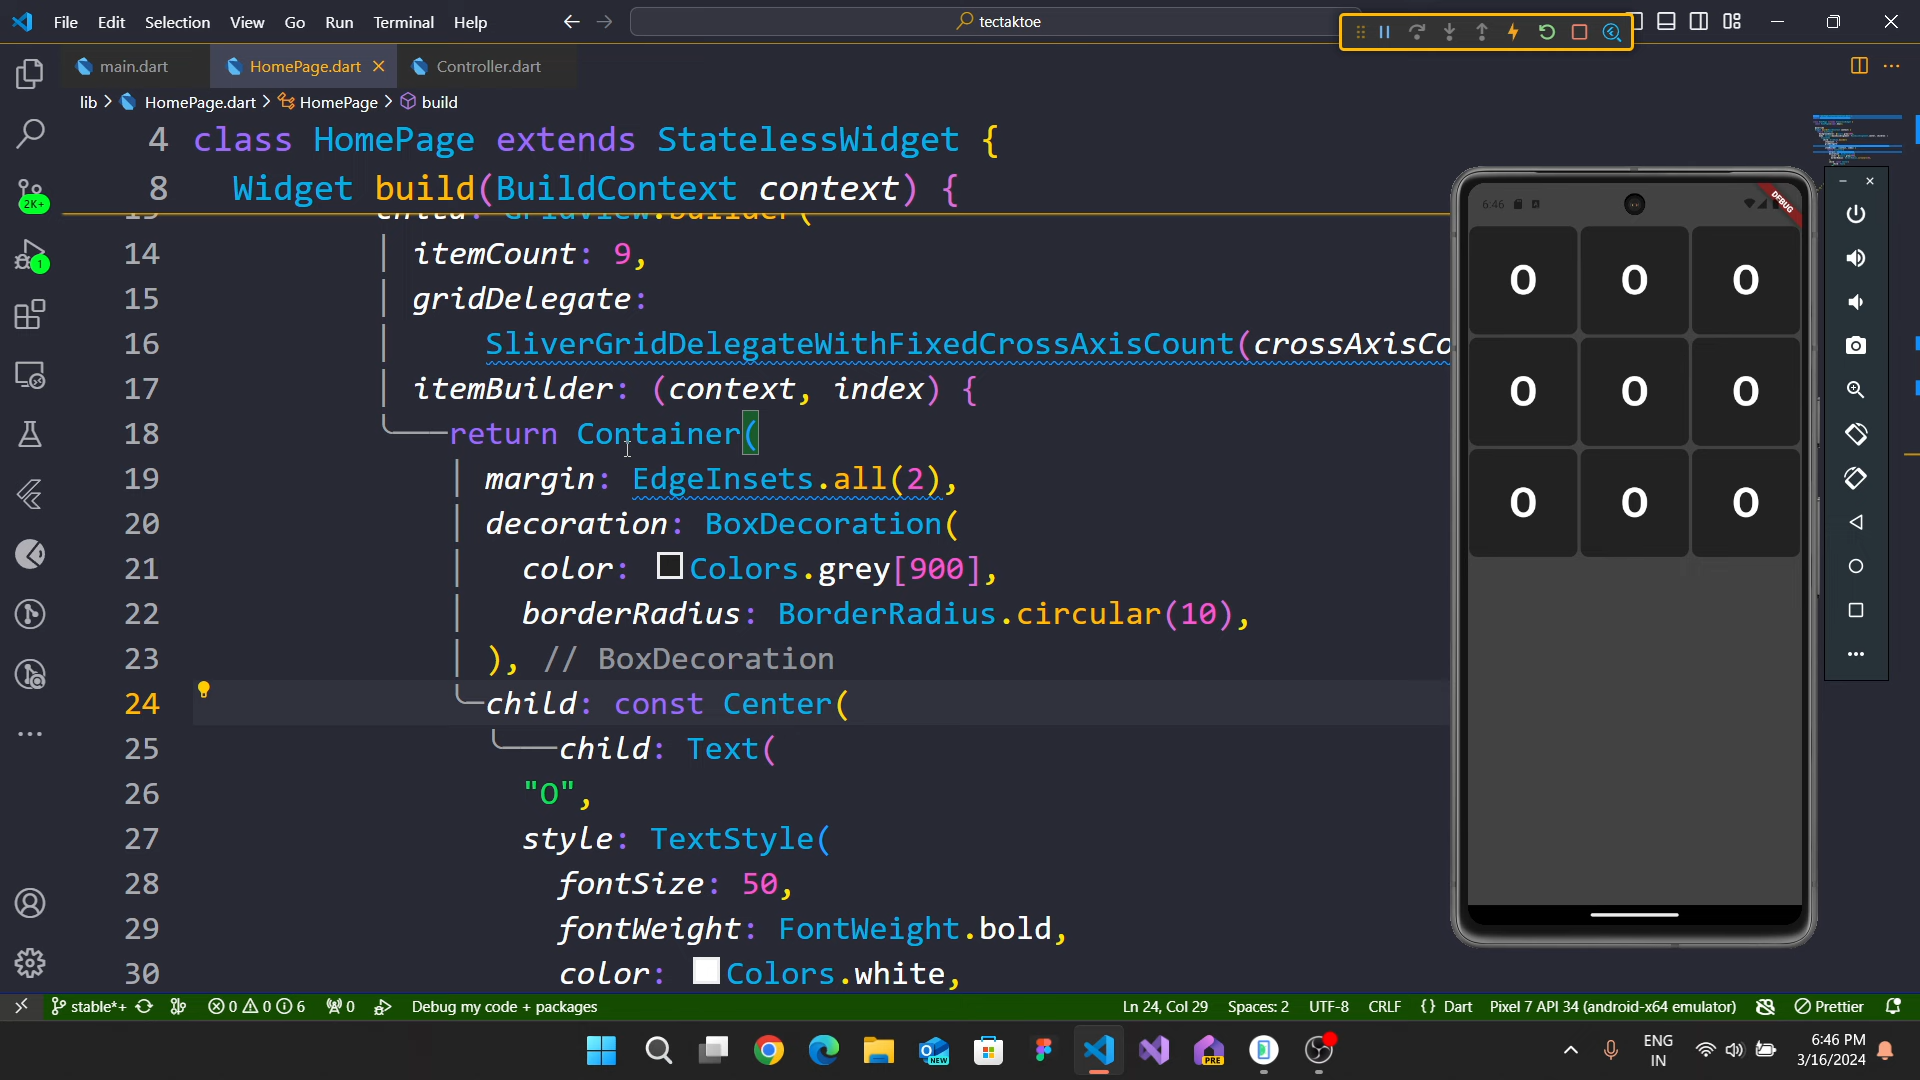 File Edit Selection View Go Run Terminal Help
tectaktoe
main.dart HomePage.dart Controller.dart
lib > HomePage.dart > HomePage > build
4 class HomePage extends StatelessWidget {
8 Widget build(BuildContext context) {
14 itemCount: 9,
15 gridDelegate:
16 SliverGridDelegateWithFixedCrossAxisCount(crossAxisCo
17 itemBuilder: (context, index) {
18 return Container(
19 margin: EdgeInsets.all(2),
20 decoration: BoxDecoration(
21 color: Colors.grey[900],
22 borderRadius: BorderRadius.circular(10),
23 ), // BoxDecoration
24 child: const Center(
25 child: Text(
26 "O",
27 style: TextStyle(
28 fontSize: 50,
29 fontWeight: FontWeight.bold,
30 color: Colors.white,
2K+
1
6:46
DEBUG
O O O
O O O
O O O
stable*+ 0 0 6 0 Debug my code + packages Ln 24, Col 29 Spaces: 2 UTF-8 CRLF {} Dart Pixel 7 API 34 (android-x64 emulator) Prettier
NEW
PRE
ENG
IN
6:46 PM
3/16/2024